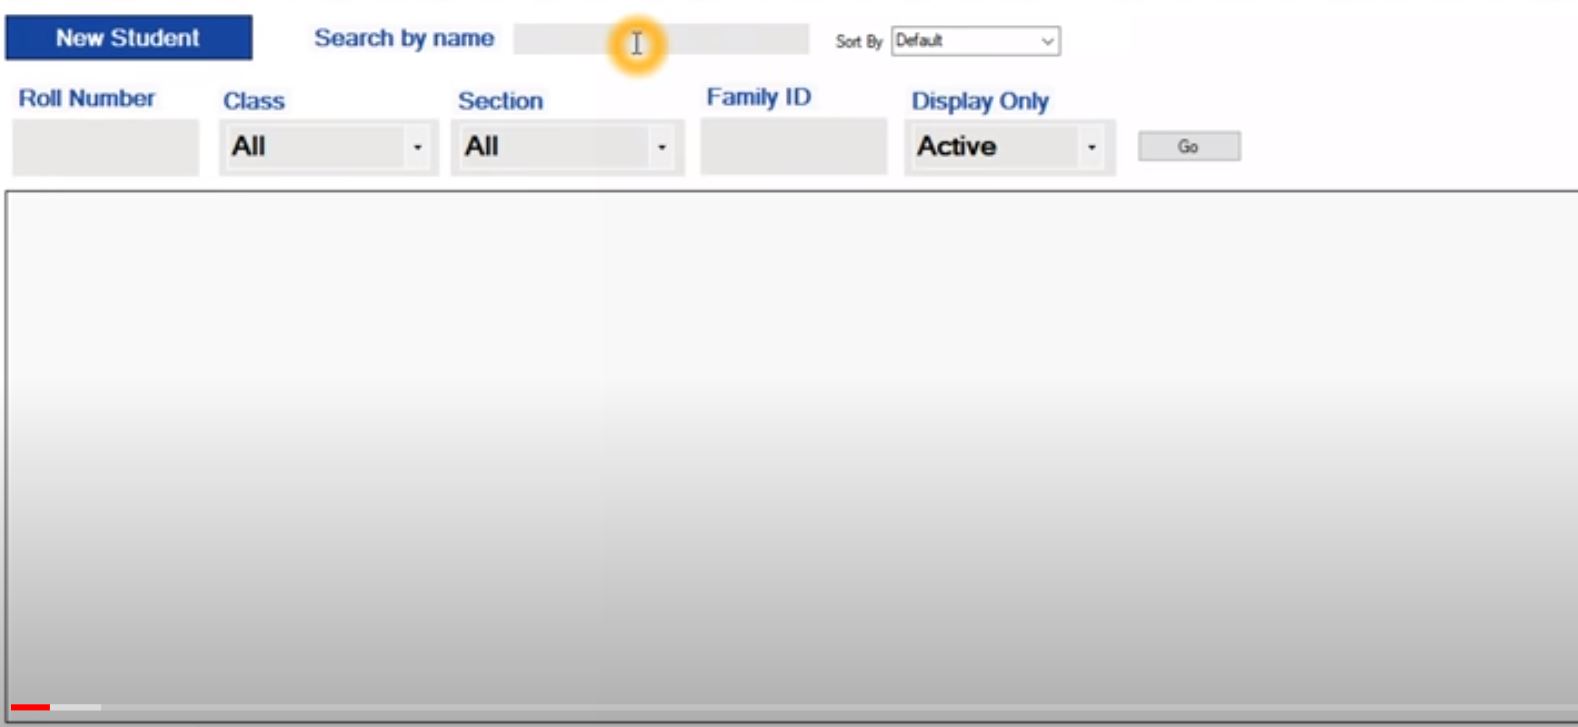 New Student Search by name Sort By Default
Roll Number Class Section Family ID Display Only
All All Active Go